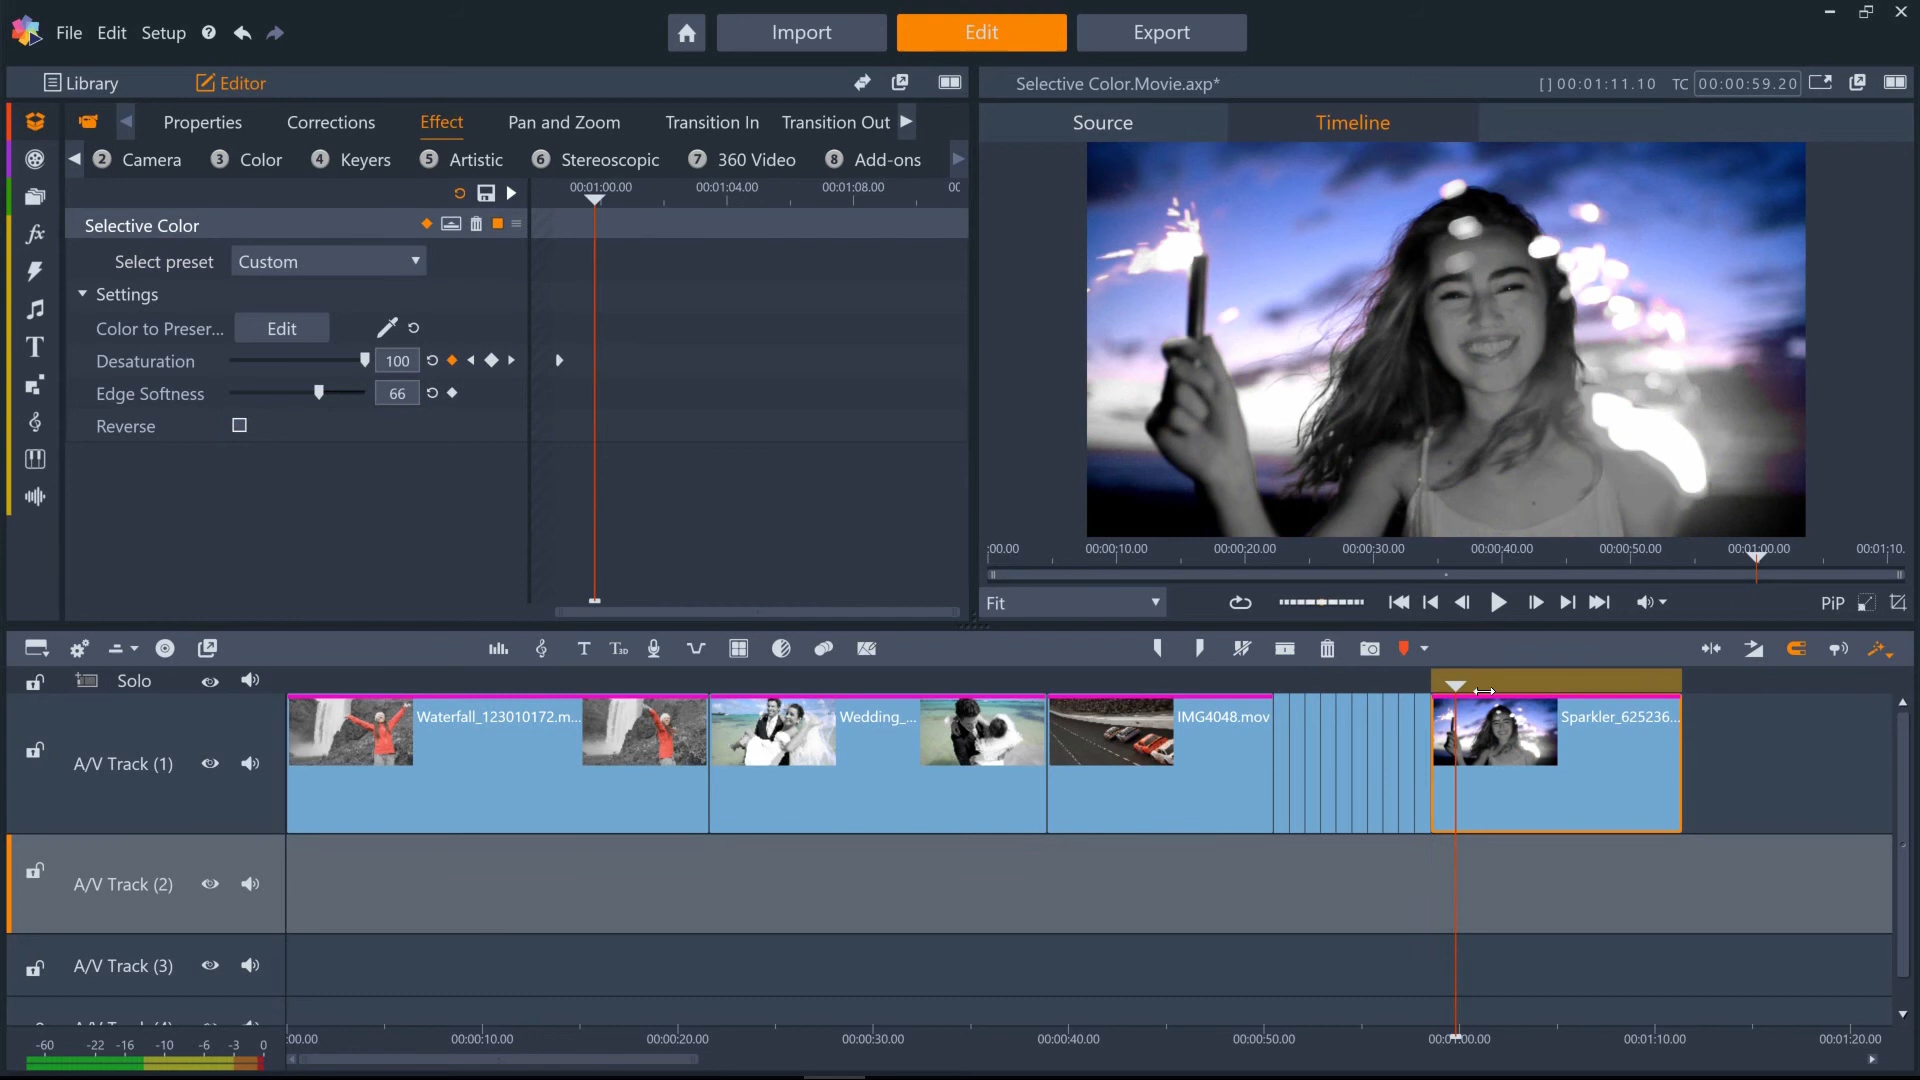 File Edit Setup ? Import Edit Export
Library Editor
Selective Color.Movie.axp* [ ] 00:01:11.10 TC 00:00:59.20
Properties Corrections Effect Pan and Zoom Transition In Transition Out
Source Timeline
2 Camera 3 Color 4 Keyers 5 Artistic 6 Stereoscopic 7 360 Video 8 Add-ons
00:01:00.00 00:01:04.00 00:01:08.00 00
Selective Color
Select preset Custom
Settings
Color to Preser... Edit
Desaturation 100
Edge Softness 66
Reverse
:00.00 00:00:10.00 00:00:20.00 00:00:30.00 00:00:40.00 00:00:50.00 00:01:00.00 00:01:10.
Fit PiP
T T3D
Solo
Waterfall_123010172.m... Wedding_... IMG4048.mov Sparkler_625236...
A/V Track (1)
A/V Track (2)
A/V Track (3)
-60 -22 -16 -10 -6 -3 0
:00.00 00:00:10.00 00:00:20.00 00:00:30.00 00:00:40.00 00:00:50.00 00:01:00.00 00:01:10.00 00:01:20.00